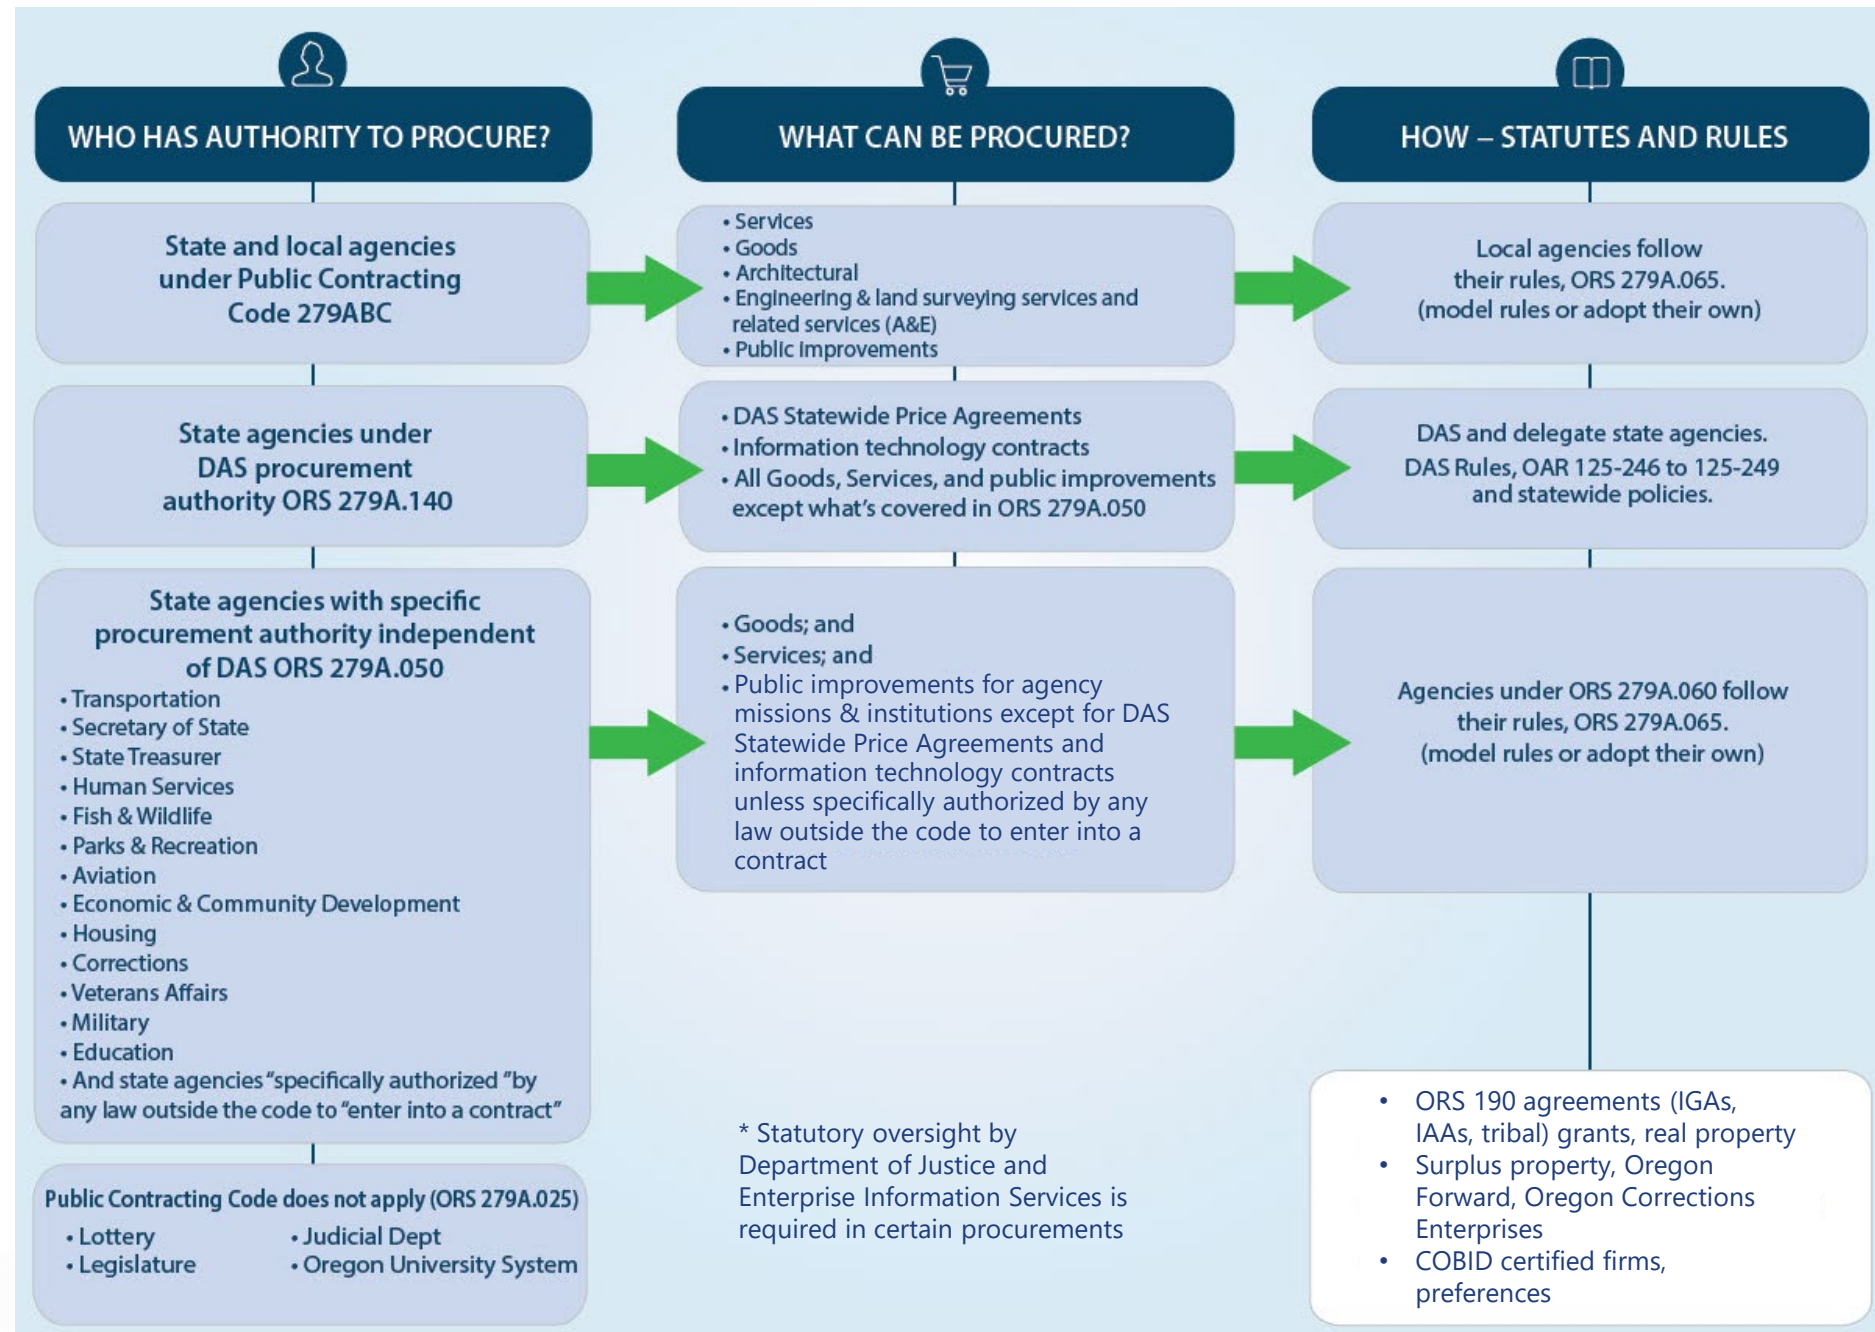 WHO HAS AUTHORITY TO PROCURE?
State and local agencies
under Public Contracting
Code 279ABC
State agencies under
DAS procurement
authority ORS 279A.140
State agencies with specific
procurement authority independent
of DAS ORS 279A.050
• Transportation
• Secretary of State
• State Treasurer
• Human Services
• Fish & Wildlife
• Parks & Recreation
• Aviation
• Economic & Community Development
• Housing
• Corrections
• Veterans Affairs
• Military
• Education
• And state agencies “specifically authorized ”by
any law outside the code to “enter into a contract”
Public Contracting Code does not apply (ORS 279A.025)
• Lottery
• Legislature
• Judicial Dept
• Oregon University System
WHAT CAN BE PROCURED?
• Services
• Goods
• Architectural
• Engineering & land surveying services and
related services (A&E)
• Public improvements
• DAS Statewide Price Agreements
• Information technology contracts
• All Goods, Services, and public improvements
except what’s covered in ORS 279A.050
• Goods; and
• Services; and
• Public improvements for agency
missions & institutions except for DAS
Statewide Price Agreements and
information technology contracts
unless specifically authorized by any
law outside the code to enter into a
contract
* Statutory oversight by
Department of Justice and
Enterprise Information Services is
required in certain procurements
HOW – STATUTES AND RULES
Local agencies follow
their rules, ORS 279A.065.
(model rules or adopt their own)
DAS and delegate state agencies.
DAS Rules, OAR 125-246 to 125-249
and statewide policies.
Agencies under ORS 279A.060 follow
their rules, ORS 279A.065.
(model rules or adopt their own)
• ORS 190 agreements (IGAs,
IAAs, tribal) grants, real property
• Surplus property, Oregon
Forward, Oregon Corrections
Enterprises
• COBID certified firms,
preferences